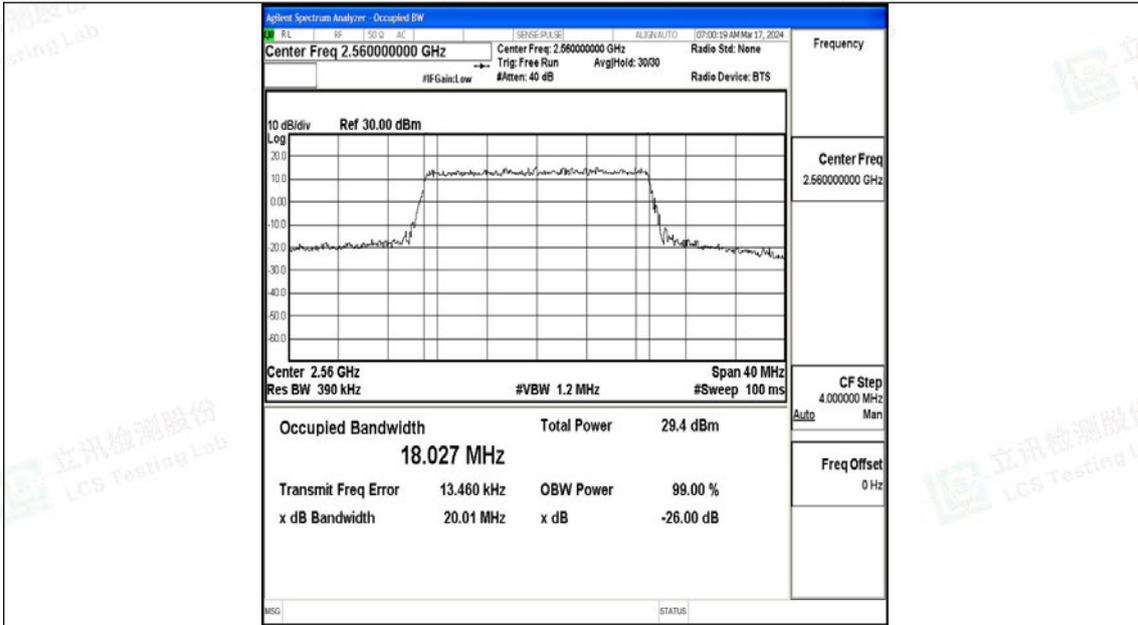 Agilent Spectrum Analyzer - Occupied BW
RL RF 50 Ω AC SENSE:PULSE ALIGNAUTO 07:00:19 AM Mar 17, 2024
Center Freq 2.560000000 GHz
Center Freq: 2.560000000 GHz
Radio Std: None
Trig: Free Run Avg|Hold: 30/30
#IFGain:Low #Atten: 40 dB
Radio Device: BTS
Frequency
10 dB/div Ref 30.00 dBm
Log
20.0
10.0
0.00
-10.0
-20.0
-30.0
-40.0
-50.0
-60.0
Center 2.56 GHz Span 40 MHz
Res BW 390 kHz #VBW 1.2 MHz #Sweep 100 ms
Center Freq
2.560000000 GHz
CF Step
4.000000 MHz
Auto Man
Freq Offset
0 Hz
Occupied Bandwidth Total Power 29.4 dBm
18.027 MHz
Transmit Freq Error 13.460 kHz OBW Power 99.00 %
x dB Bandwidth 20.01 MHz x dB -26.00 dB
MSG STATUS
立讯检测股份
LCS Testing Lab
立讯检测股份
LCS Testing L